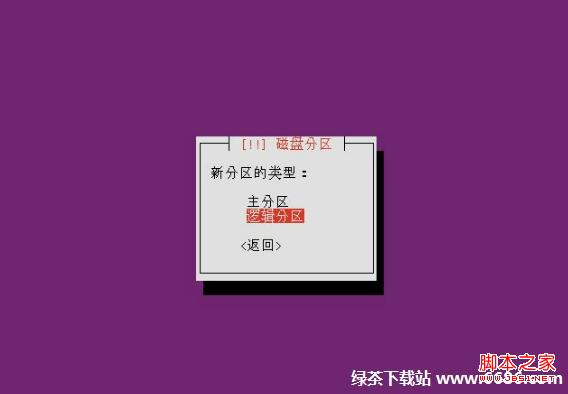 [!!] 磁盘分区
新分区的类型：
主分区
逻辑分区
<返回>
脚本之家
绿茶下载站